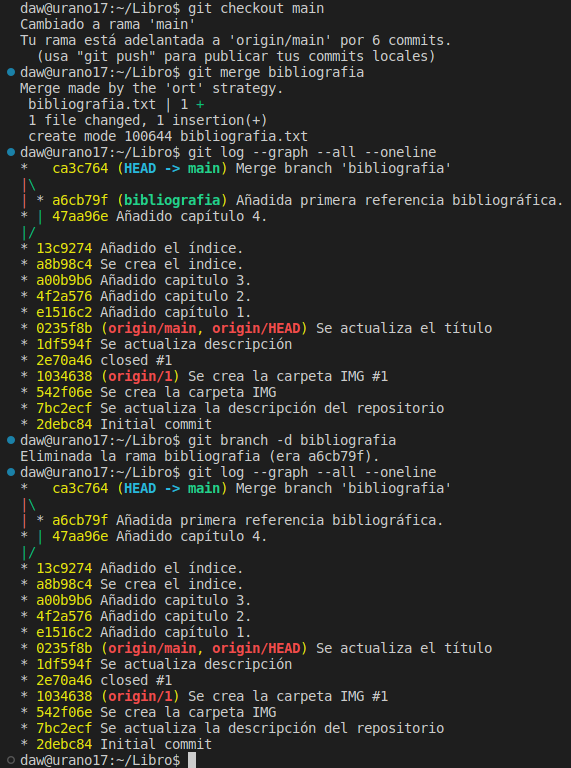 daw@urano17:~/Libro$ git checkout main
Cambiado a rama 'main'
Tu rama está adelantada a 'origin/main' por 6 commits.
  (usa "git push" para publicar tus commits locales)
daw@urano17:~/Libro$ git merge bibliografia
Merge made by the 'ort' strategy.
 bibliografia.txt | 1 +
 1 file changed, 1 insertion(+)
 create mode 100644 bibliografia.txt
daw@urano17:~/Libro$ git log --graph --all --oneline
*   ca3c764 (HEAD -> main) Merge branch 'bibliografia'
|\
| * a6cb79f (bibliografia) Añadida primera referencia bibliográfica.
* | 47aa96e Añadido capítulo 4.
|/
* 13c9274 Añadido el índice.
* a8b98c4 Se crea el indice.
* a00b9b6 Añadido capitulo 3.
* 4f2a576 Añadido capitulo 2.
* e1516c2 Añadido capítulo 1.
* 0235f8b (origin/main, origin/HEAD) Se actualiza el título
* 1df594f Se actualiza descripción
* 2e70a46 closed #1
* 1034638 (origin/1) Se crea la carpeta IMG #1
* 542f06e Se crea la carpeta IMG
* 7bc2ecf Se actualiza la descripción del repositorio
* 2debc84 Initial commit
daw@urano17:~/Libro$ git branch -d bibliografia
Eliminada la rama bibliografia (era a6cb79f).
daw@urano17:~/Libro$ git log --graph --all --oneline
*   ca3c764 (HEAD -> main) Merge branch 'bibliografia'
|\
| * a6cb79f Añadida primera referencia bibliográfica.
* | 47aa96e Añadido capítulo 4.
|/
* 13c9274 Añadido el índice.
* a8b98c4 Se crea el indice.
* a00b9b6 Añadido capitulo 3.
* 4f2a576 Añadido capitulo 2.
* e1516c2 Añadido capítulo 1.
* 0235f8b (origin/main, origin/HEAD) Se actualiza el título
* 1df594f Se actualiza descripción
* 2e70a46 closed #1
* 1034638 (origin/1) Se crea la carpeta IMG #1
* 542f06e Se crea la carpeta IMG
* 7bc2ecf Se actualiza la descripción del repositorio
* 2debc84 Initial commit
daw@urano17:~/Libro$